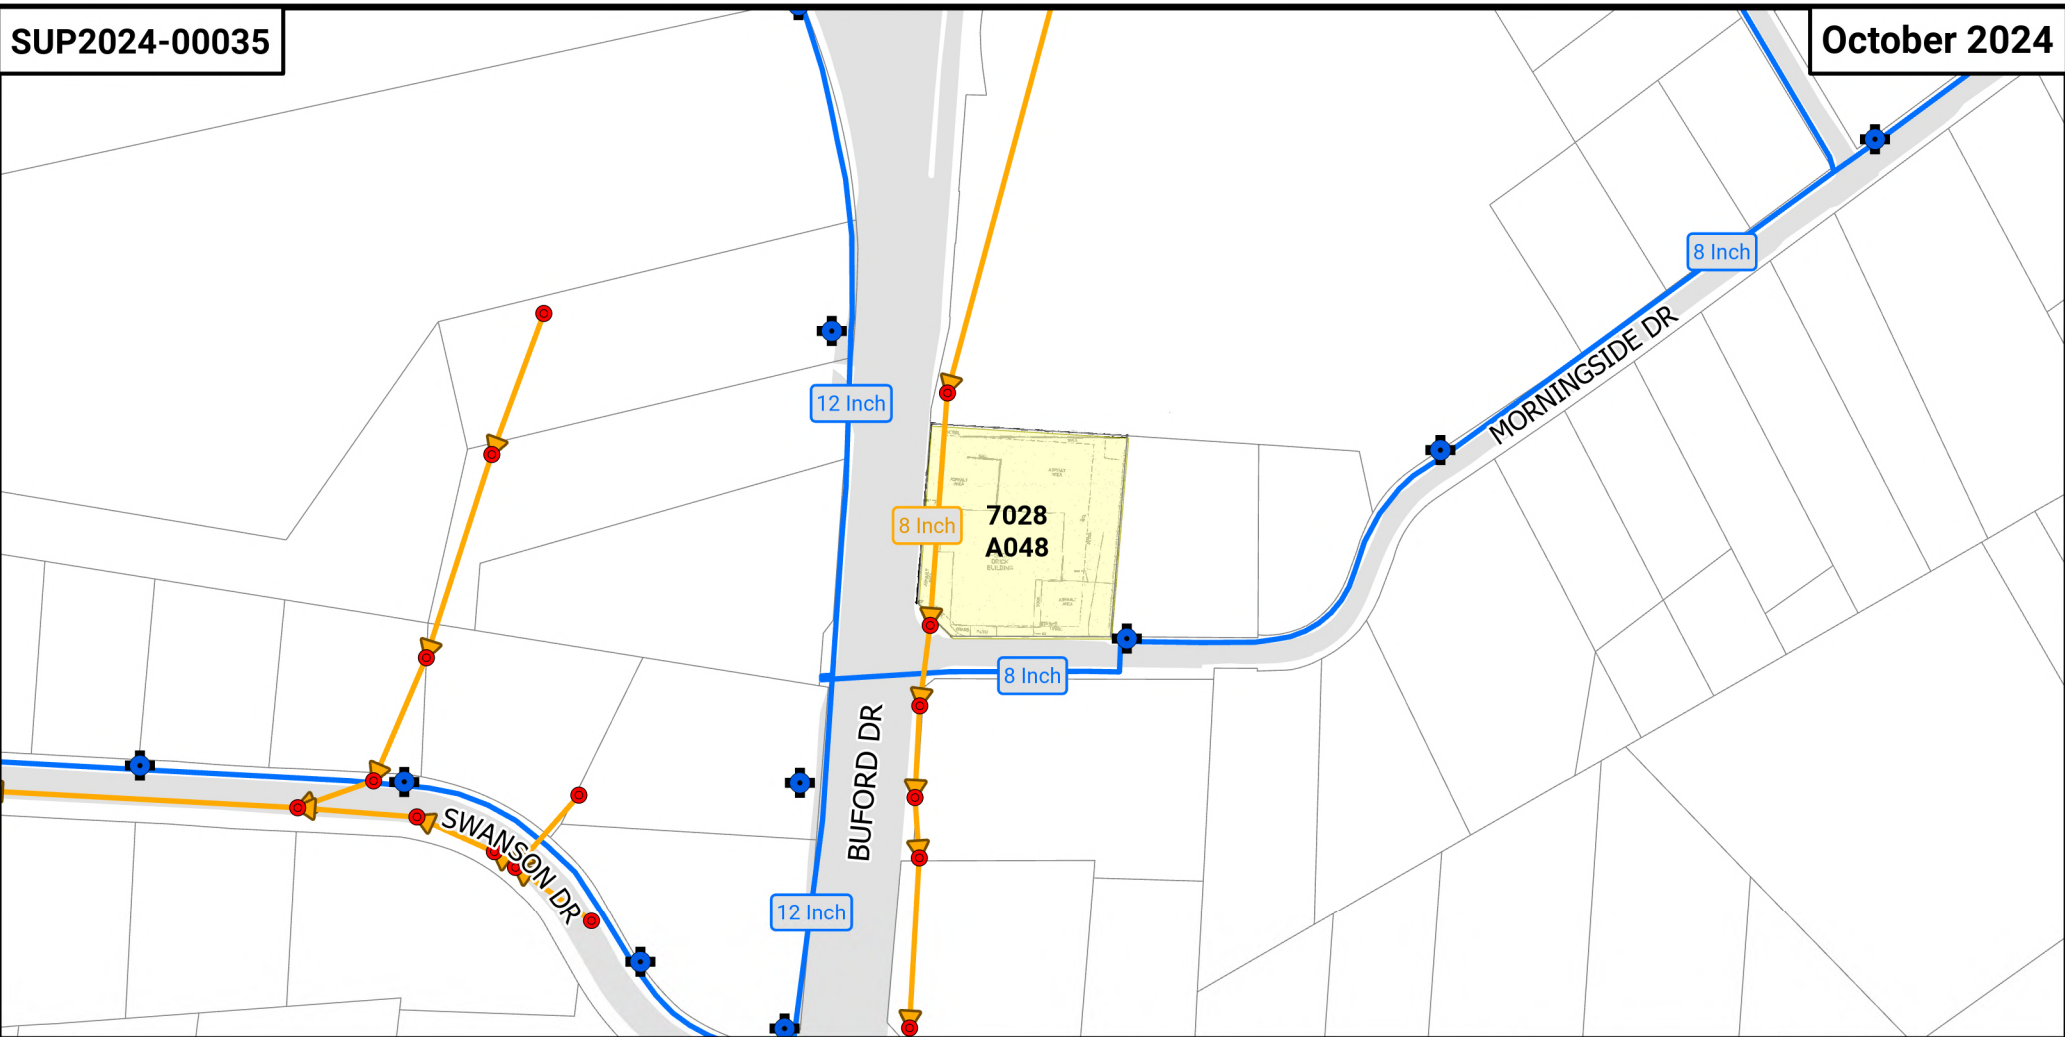 SUP2024-00035
October 2024
8 Inch
MORNINGSIDE DR
12 Inch
8 Inch
7028
A048
BUILDING
8 Inch
BUFORD DR
SWANSON DR
12 Inch